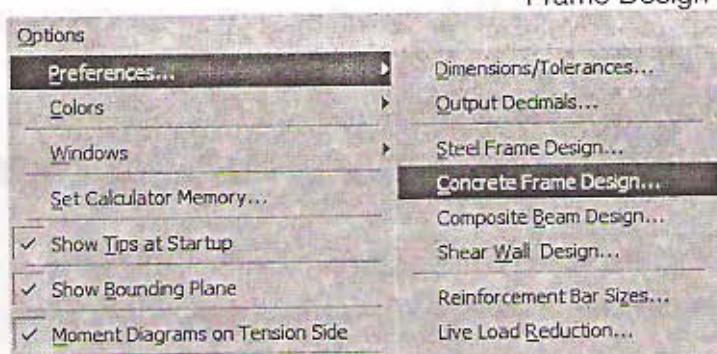 Frame Design
Options
Preferences...
Colors
Windows
Set Calculator Memory...
✓ Show Tips at Startup
✓ Show Bounding Plane
✓ Moment Diagrams on Tension Side
Dimensions/Tolerances...
Output Decimals...
Steel Frame Design...
Concrete Frame Design...
Composite Beam Design...
Shear Wall Design...
Reinforcement Bar Sizes...
Live Load Reduction...